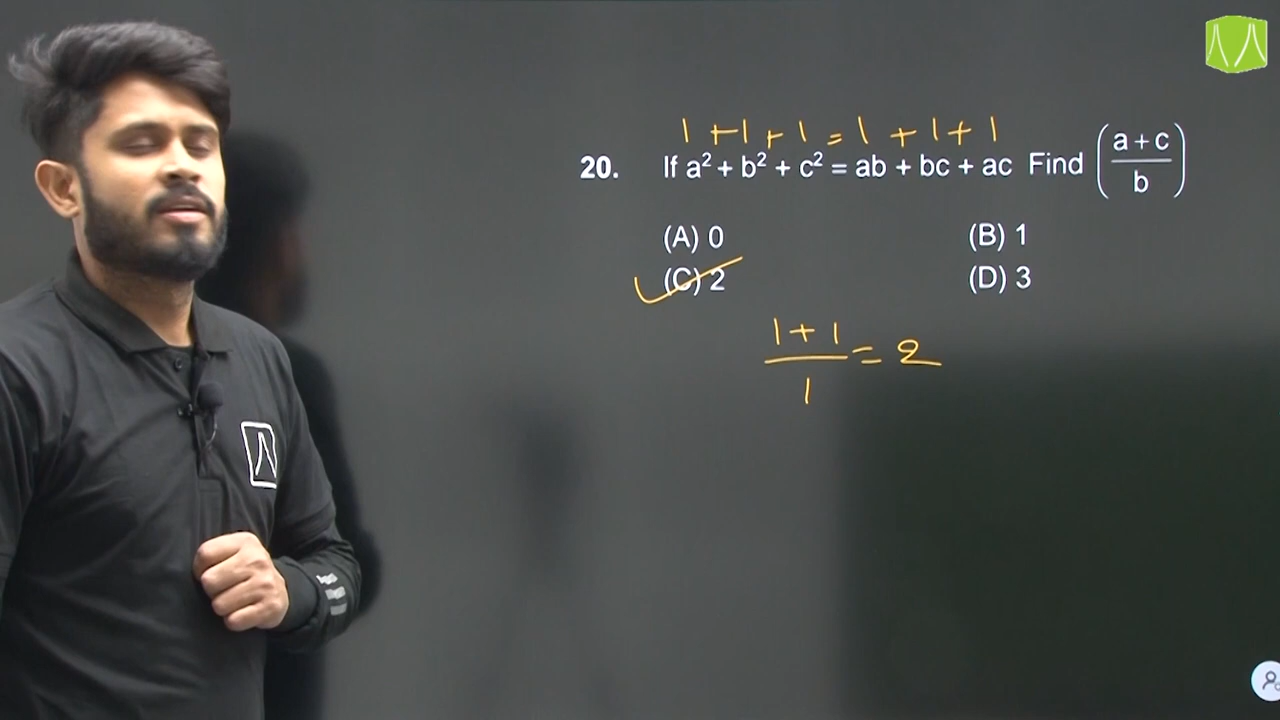 1 + 1 + 1 = 1 + 1 + 1
20. If a² + b² + c² = ab + bc + ac Find (a + c / b)
(A) 0 (B) 1
(C) 2 (D) 3
1 + 1 / 1 = 2